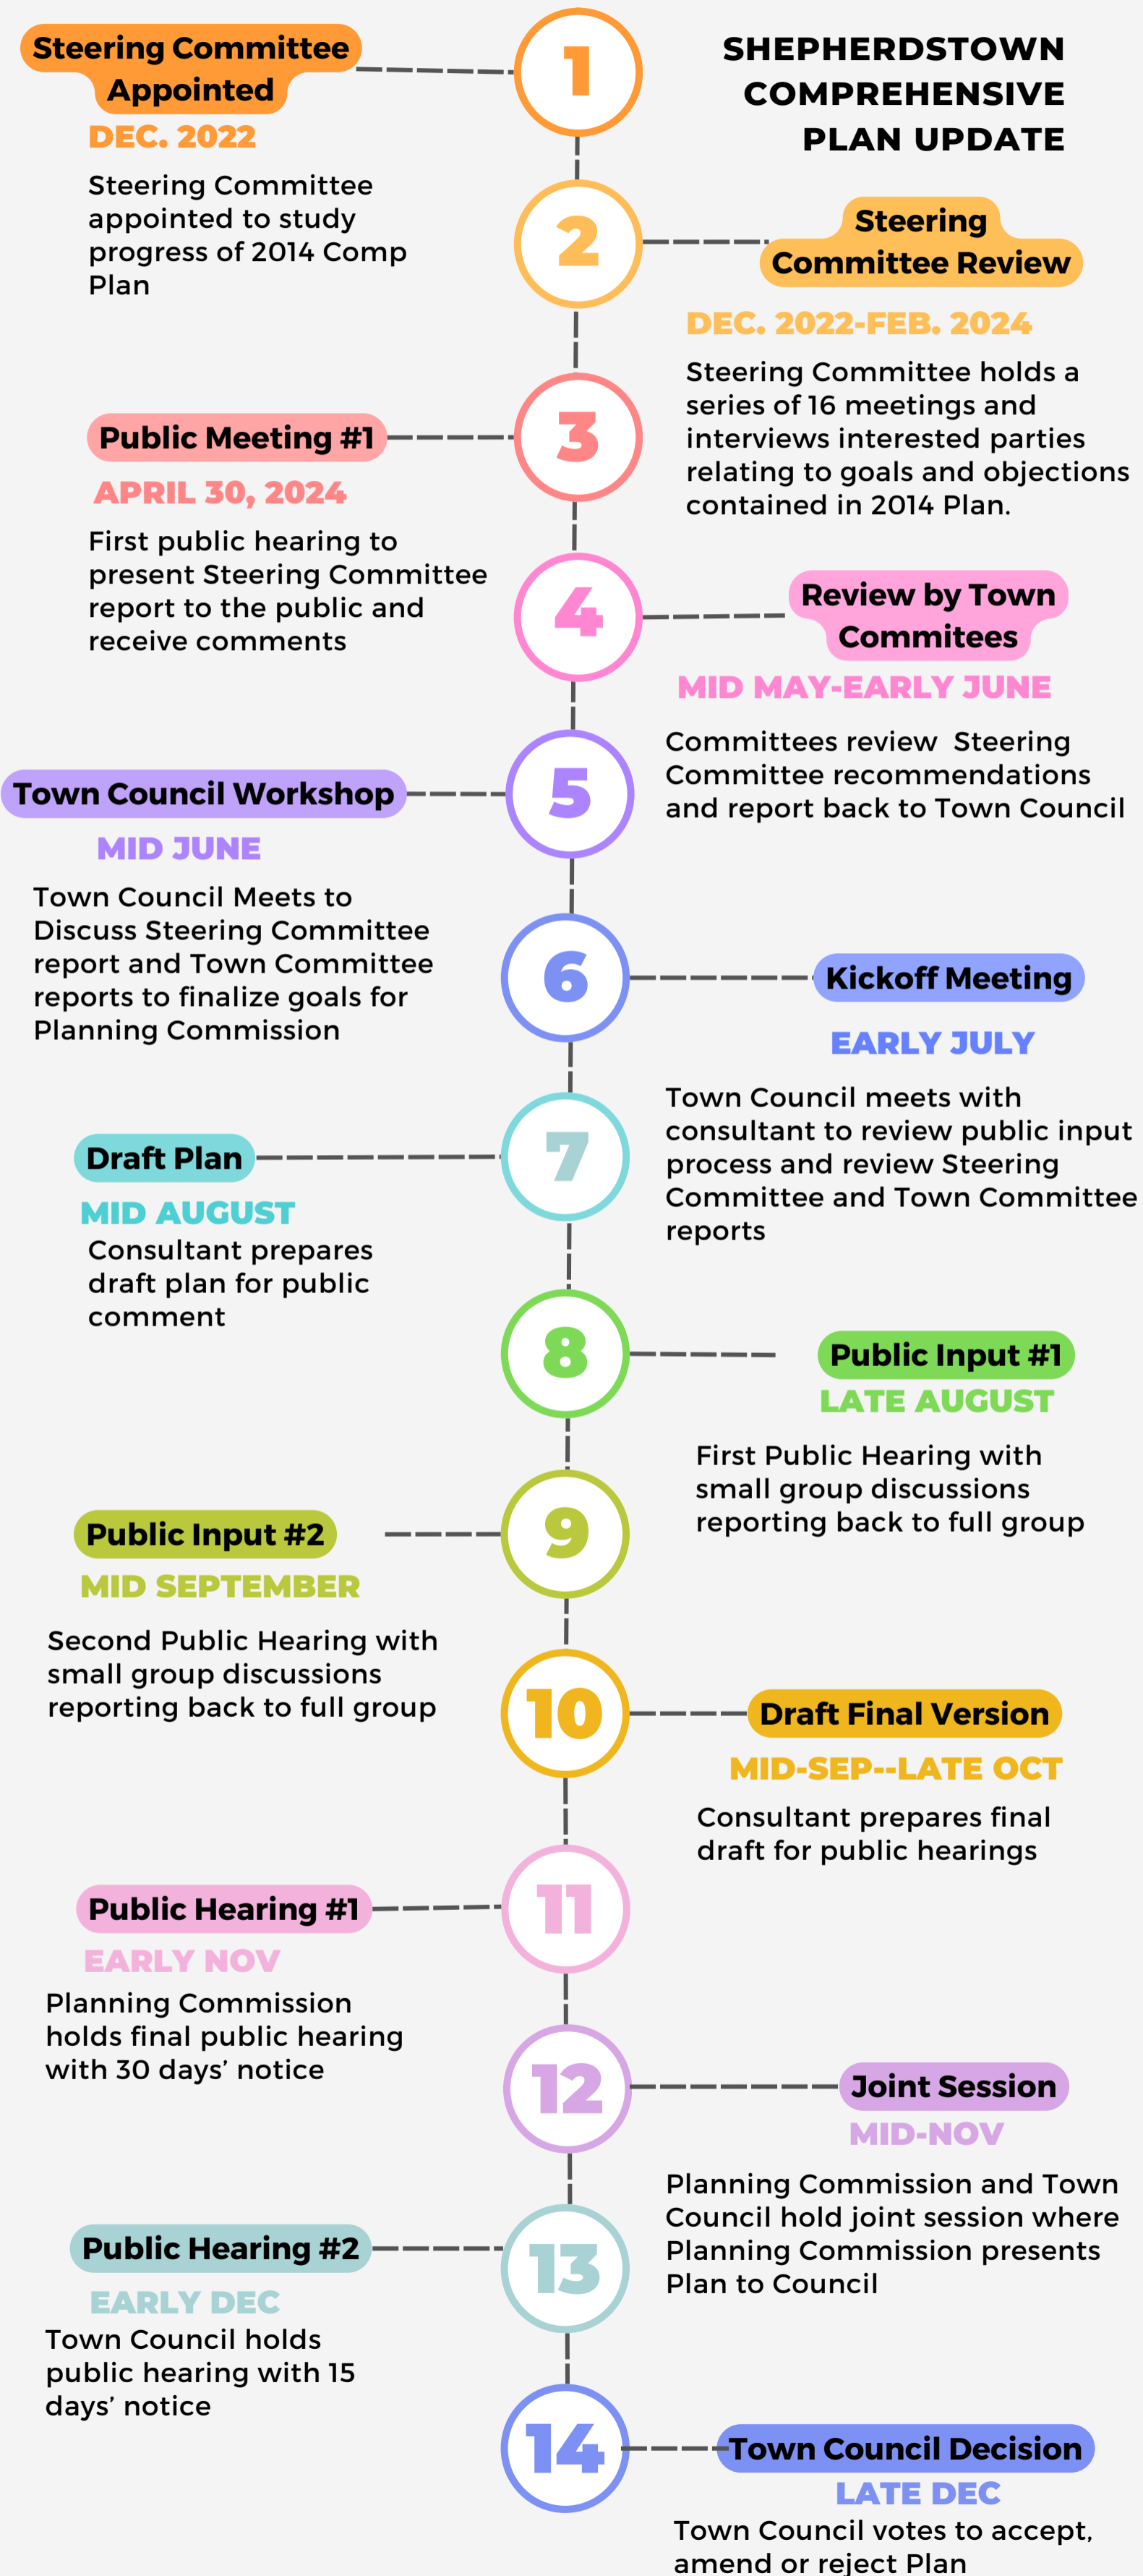 SHEPHERDSTOWN
COMPREHENSIVE
PLAN UPDATE
1
Steering Committee
Appointed
DEC. 2022
Steering Committee
appointed to study
progress of 2014 Comp
Plan
2
Steering
Committee Review
DEC. 2022-FEB. 2024
Steering Committee holds a
series of 16 meetings and
interviews interested parties
relating to goals and objections
contained in 2014 Plan.
3
Public Meeting #1
APRIL 30, 2024
First public hearing to
present Steering Committee
report to the public and
receive comments
4
Review by Town
Commitees
MID MAY-EARLY JUNE
Committees review  Steering
Committee recommendations
and report back to Town Council
5
Town Council Workshop
MID JUNE
Town Council Meets to
Discuss Steering Committee
report and Town Committee
reports to finalize goals for
Planning Commission
6
Kickoff Meeting
EARLY JULY
Town Council meets with
consultant to review public input
process and review Steering
Committee and Town Committee
reports
7
Draft Plan
MID AUGUST
Consultant prepares
draft plan for public
comment
8
Public Input #1
LATE AUGUST
First Public Hearing with
small group discussions
reporting back to full group
9
Public Input #2
MID SEPTEMBER
Second Public Hearing with
small group discussions
reporting back to full group
10
Draft Final Version
MID-SEP--LATE OCT
Consultant prepares final
draft for public hearings
11
Public Hearing #1
EARLY NOV
Planning Commission
holds final public hearing
with 30 days’ notice
12
Joint Session
MID-NOV
Planning Commission and Town
Council hold joint session where
Planning Commission presents
Plan to Council
13
Public Hearing #2
EARLY DEC
Town Council holds
public hearing with 15
days’ notice
14
Town Council Decision
LATE DEC
Town Council votes to accept,
amend or reject Plan